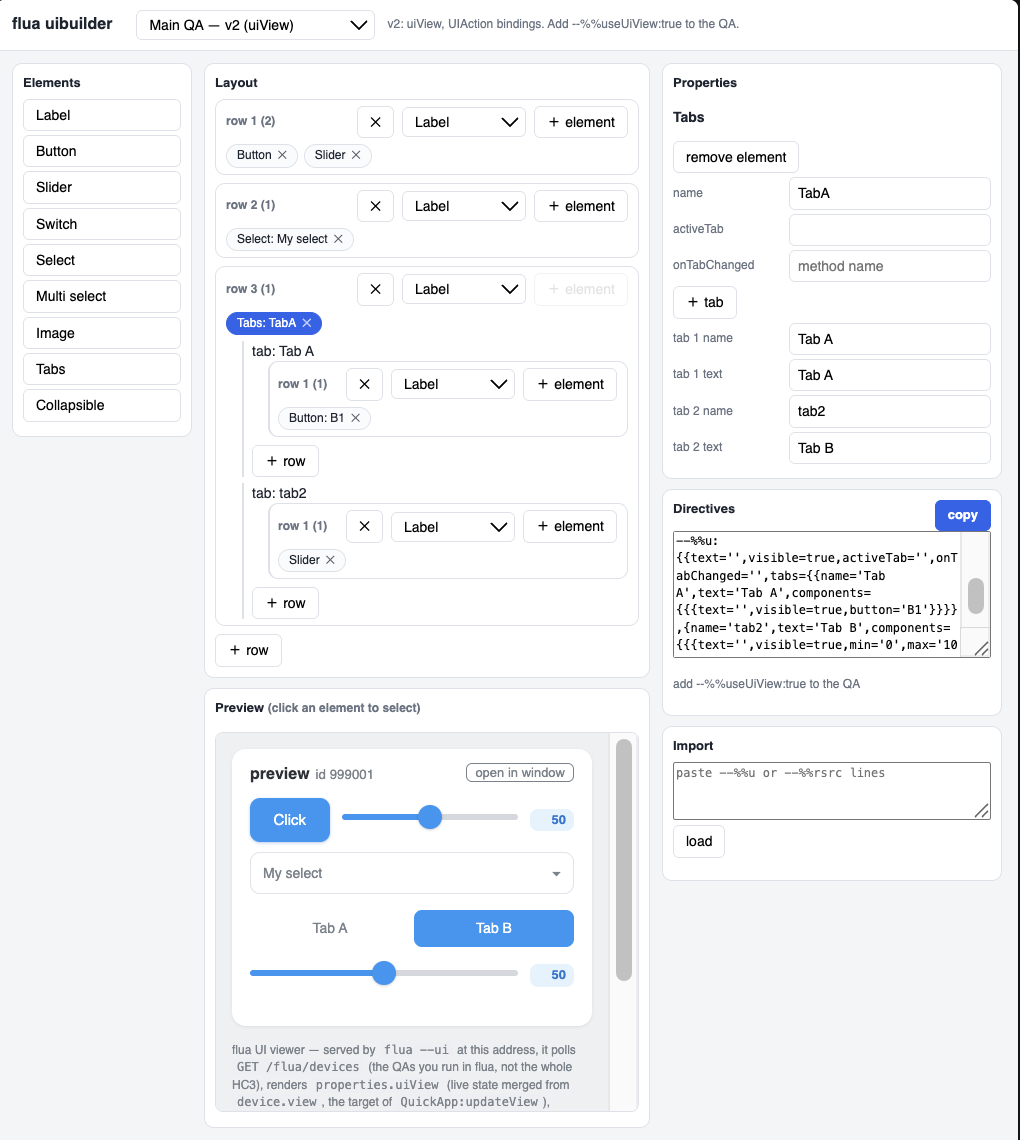 flua uibuilder
Main QA — v2 (uiView)
v2: uiView, UIAction bindings. Add --%%useUiView:true to the QA.
Elements
Label
Button
Slider
Switch
Select
Multi select
Image
Tabs
Collapsible
Layout
row 1 (2) × Label + element
Button × Slider ×
row 2 (1) × Label + element
Select: My select ×
row 3 (1) × Label + element
Tabs: TabA ×
tab: Tab A
row 1 (1) × Label + element
Button: B1 ×
+ row
tab: tab2
row 1 (1) × Label + element
Slider ×
+ row
+ row
Preview (click an element to select)
preview id 999001 open in window
Click 50
My select
Tab A Tab B
50
flua UI viewer — served by flua --ui at this address, it polls
GET /flua/devices (the QAs you run in flua, not the whole
HC3), renders properties.uiView (live state merged from
device.view , the target of QuickApp:updateView ),
Properties
Tabs
remove element
name TabA
activeTab
onTabChanged method name
+ tab
tab 1 name Tab A
tab 1 text Tab A
tab 2 name tab2
tab 2 text Tab B
Directives
copy
--%%u:
{{text='',visible=true,activeTab='',onT
abChanged='',tabs={{name='Tab
A',text='Tab A',components=
{{{text='',visible=true,button='B1'}}}}
,{name='tab2',text='Tab B',components=
{{{text='',visible=true,min='0',max='10
add --%%useUiView:true to the QA
Import
paste --%%u or --%%rsrc lines
load